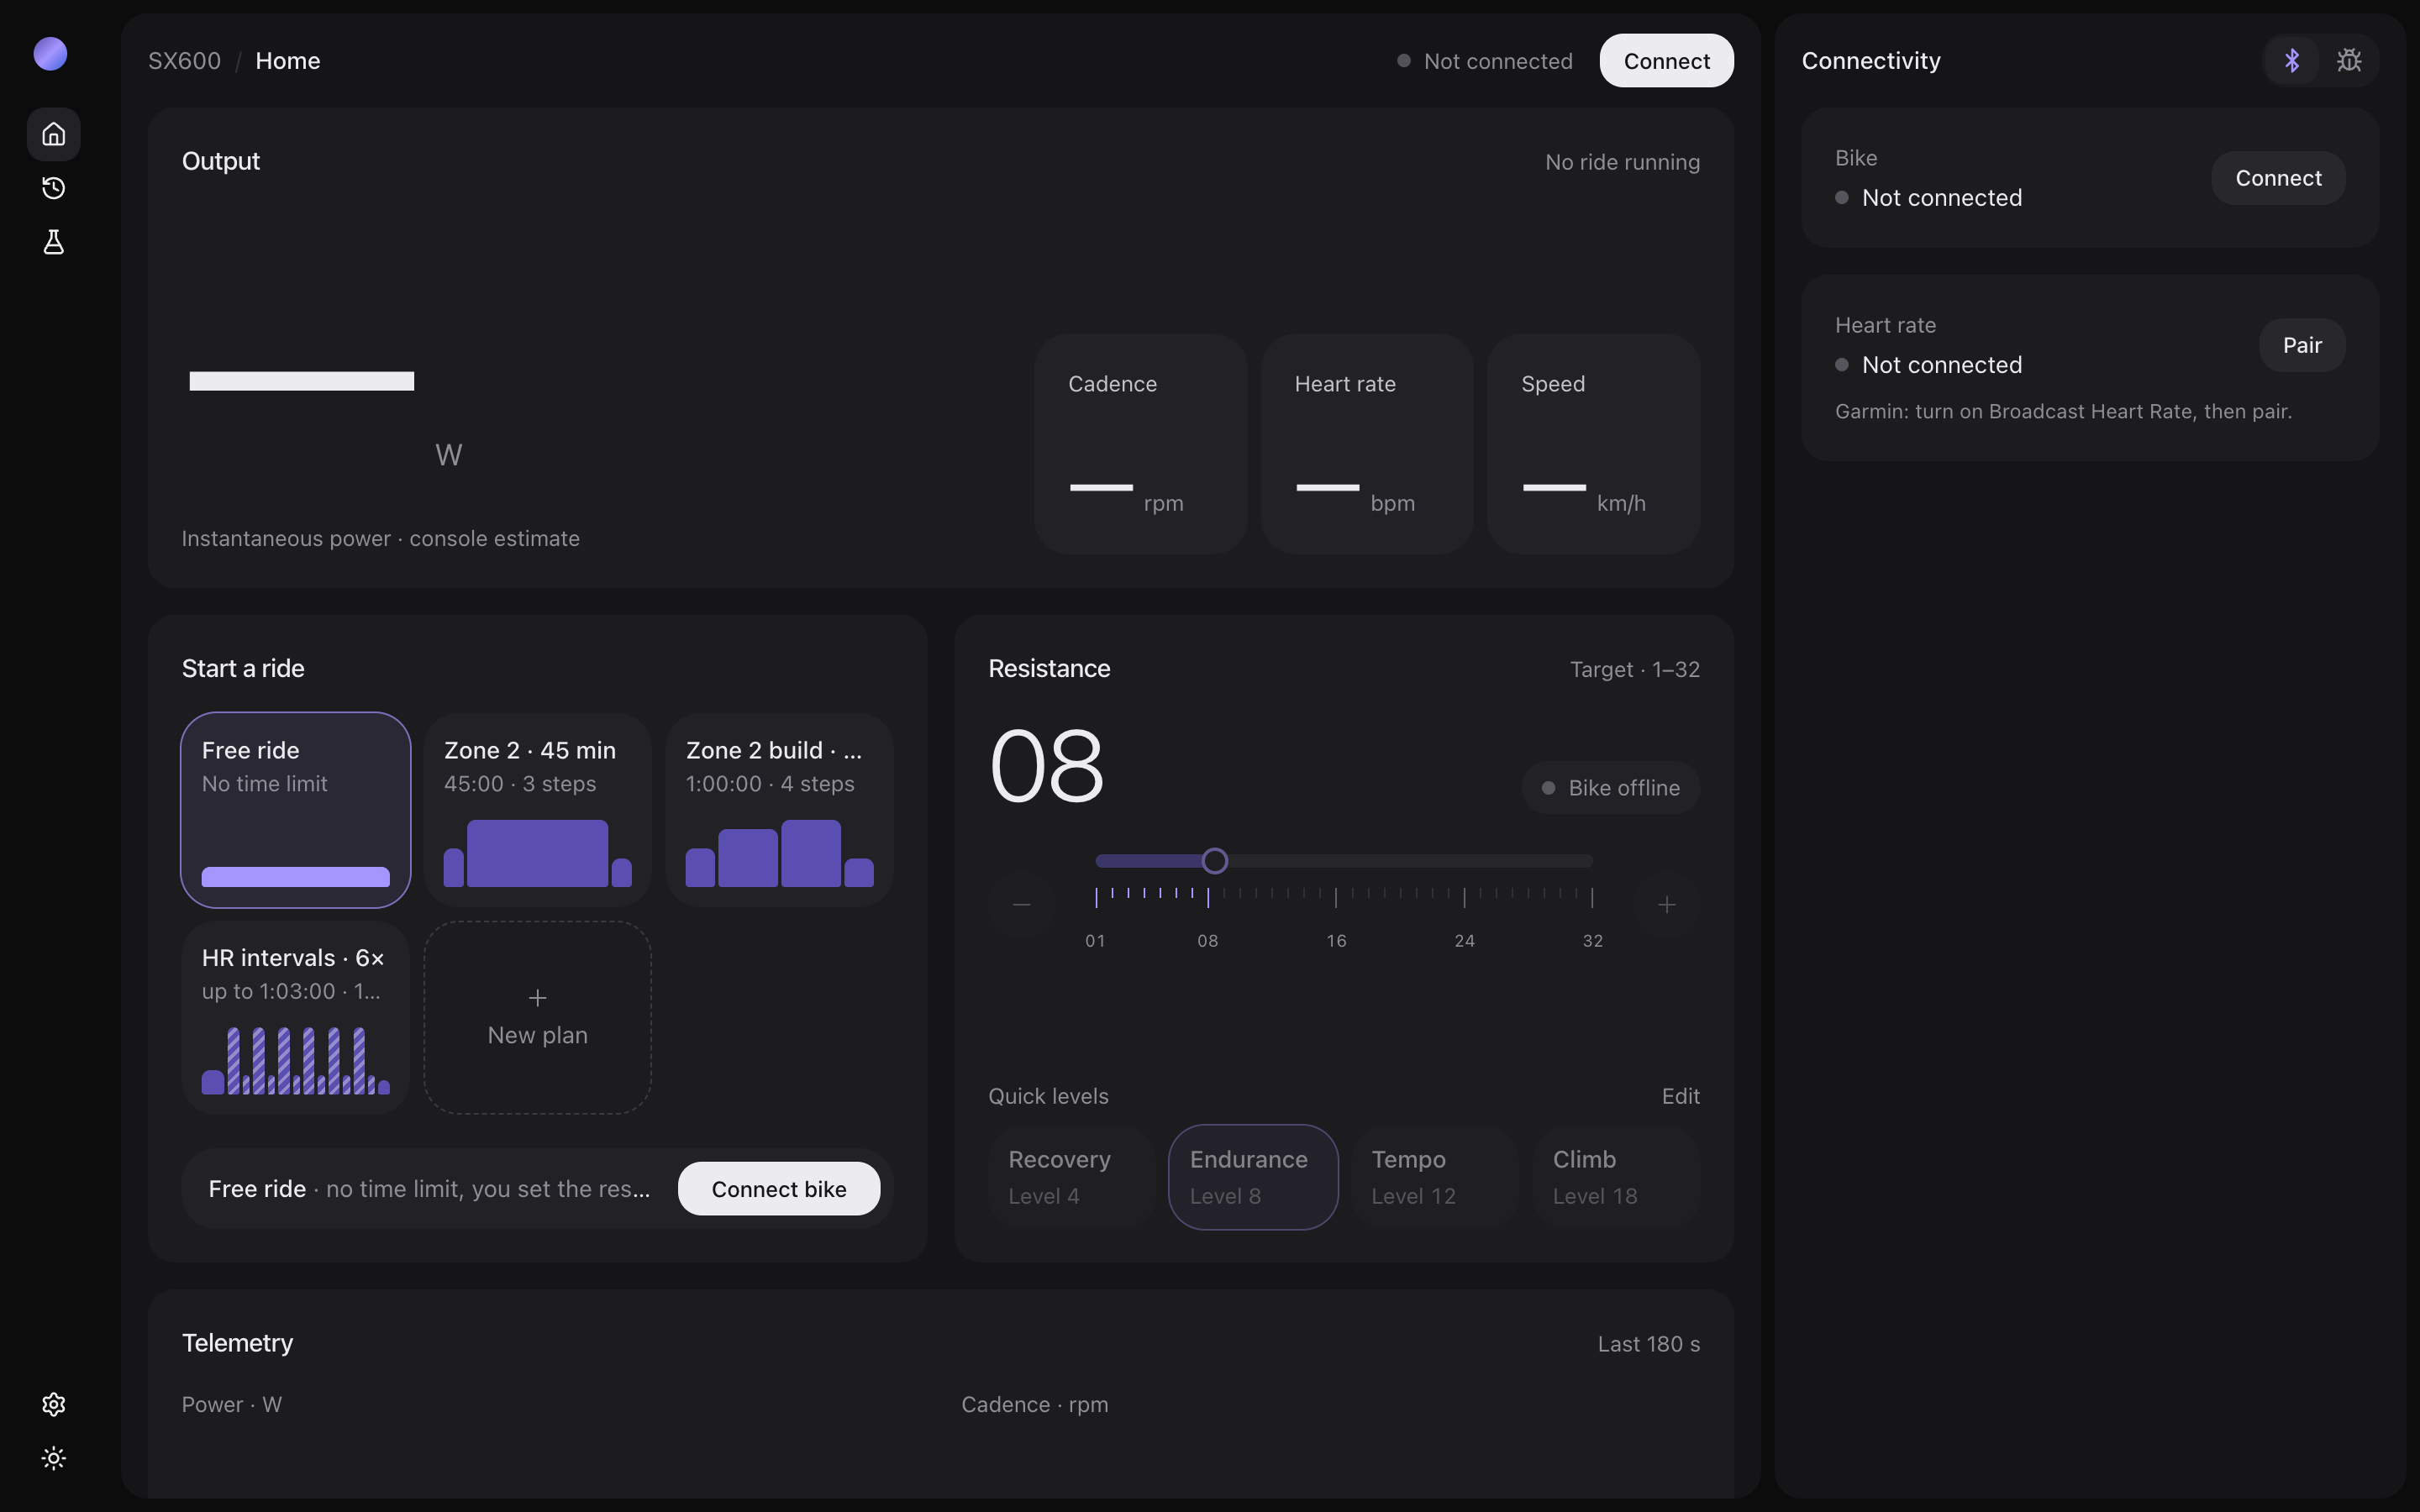 SX600 / Home
Not connected
Connect
Output
No ride running
— W
Instantaneous power · console estimate
Cadence
— rpm
Heart rate
— bpm
Speed
— km/h
Start a ride
Free ride
No time limit
Zone 2 · 45 min
45:00 · 3 steps
Zone 2 build · ...
1:00:00 · 4 steps
HR intervals · 6×
up to 1:03:00 · 1...
+
New plan
Free ride · no time limit, you set the res...
Connect bike
Resistance
Target · 1–32
08
Bike offline
− +
01 08 16 24 32
Quick levels
Edit
Recovery
Level 4
Endurance
Level 8
Tempo
Level 12
Climb
Level 18
Telemetry
Last 180 s
Power · W
Cadence · rpm
Connectivity
Bike
Not connected
Connect
Heart rate
Not connected
Pair
Garmin: turn on Broadcast Heart Rate, then pair.